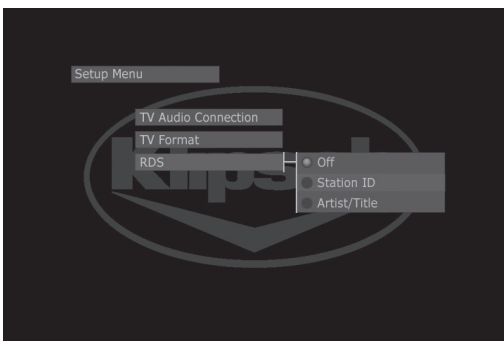 Setup Menu
TV Audio Connection
TV Format
RDS
Off
Station ID
Artist/Title
Klipsch